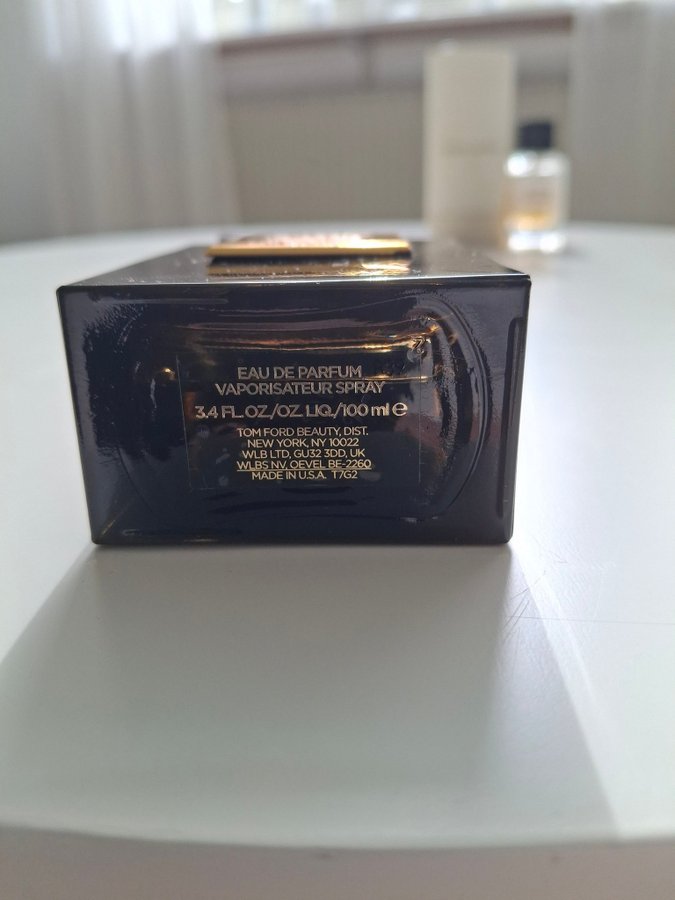 EAU DE PARFUM
VAPORISATEUR SPRAY
3.4 FL. OZ./OZ. LIQ./100 ml ℮
TOM FORD BEAUTY, DIST.
NEW YORK, NY 10022
WLB LTD, GU32 3DD, UK
WLBS NV, OEVEL BE-2260
MADE IN U.S.A. T7G2